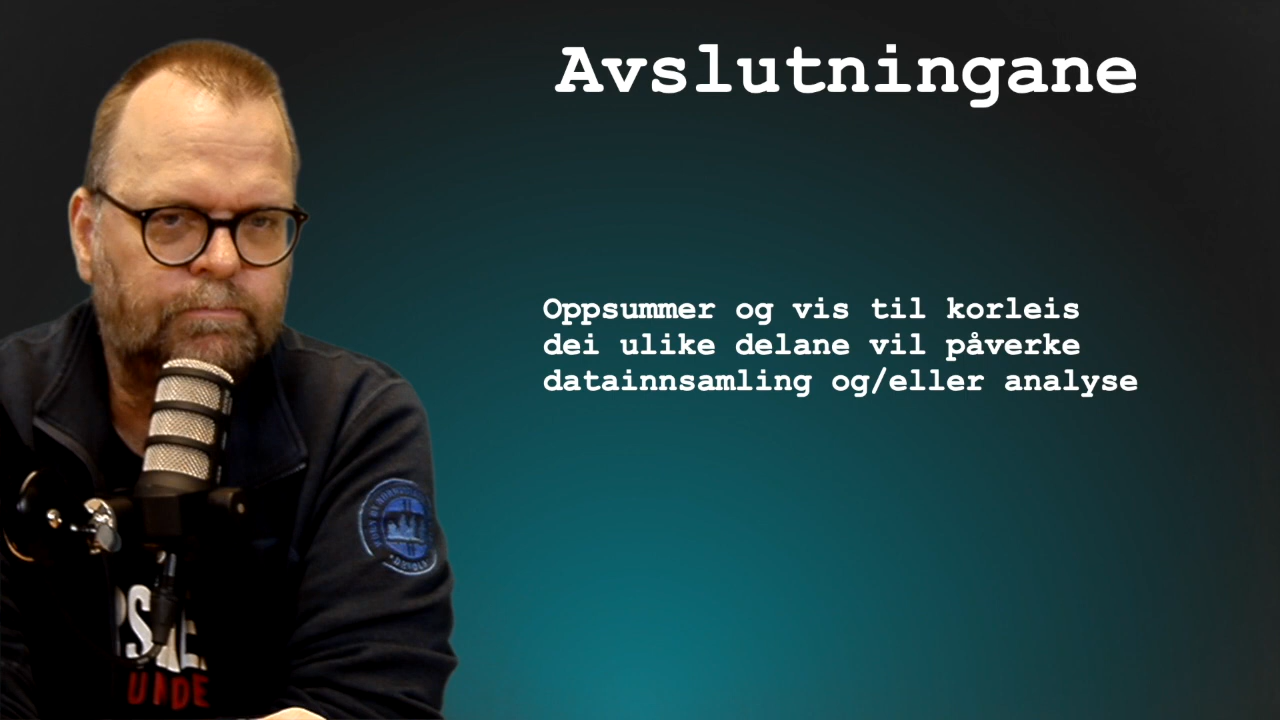 Avslutningane
Oppsummer og vis til korleis
dei ulike delane vil påverke
datainnsamling og/eller analyse